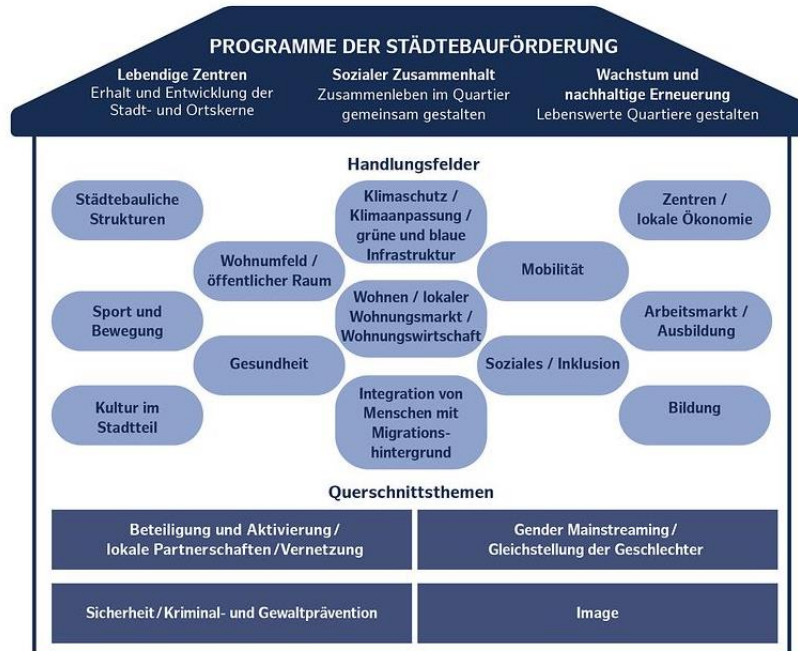 PROGRAMME DER STÄDTEBAUFÖRDERUNG
Lebendige Zentren
Erhalt und Entwicklung der
Stadt- und Ortskerne
Sozialer Zusammenhalt
Zusammenleben im Quartier
gemeinsam gestalten
Wachstum und
nachhaltige Erneuerung
Lebenswerte Quartiere gestalten
Handlungsfelder
Städtebauliche
Strukturen
Klimaschutz /
Klimaanpassung /
grüne und blaue
Infrastruktur
Zentren /
lokale Ökonomie
Wohnumfeld /
öffentlicher Raum
Mobilität
Sport und
Bewegung
Wohnen / lokaler
Wohnungsmarkt /
Wohnungswirtschaft
Arbeitsmarkt /
Ausbildung
Gesundheit
Soziales / Inklusion
Kultur im
Stadtteil
Integration von
Menschen mit
Migrations-
hintergrund
Bildung
Querschnittsthemen
Beteiligung und Aktivierung /
lokale Partnerschaften / Vernetzung
Gender Mainstreaming /
Gleichstellung der Geschlechter
Sicherheit / Kriminal- und Gewaltprävention
Image